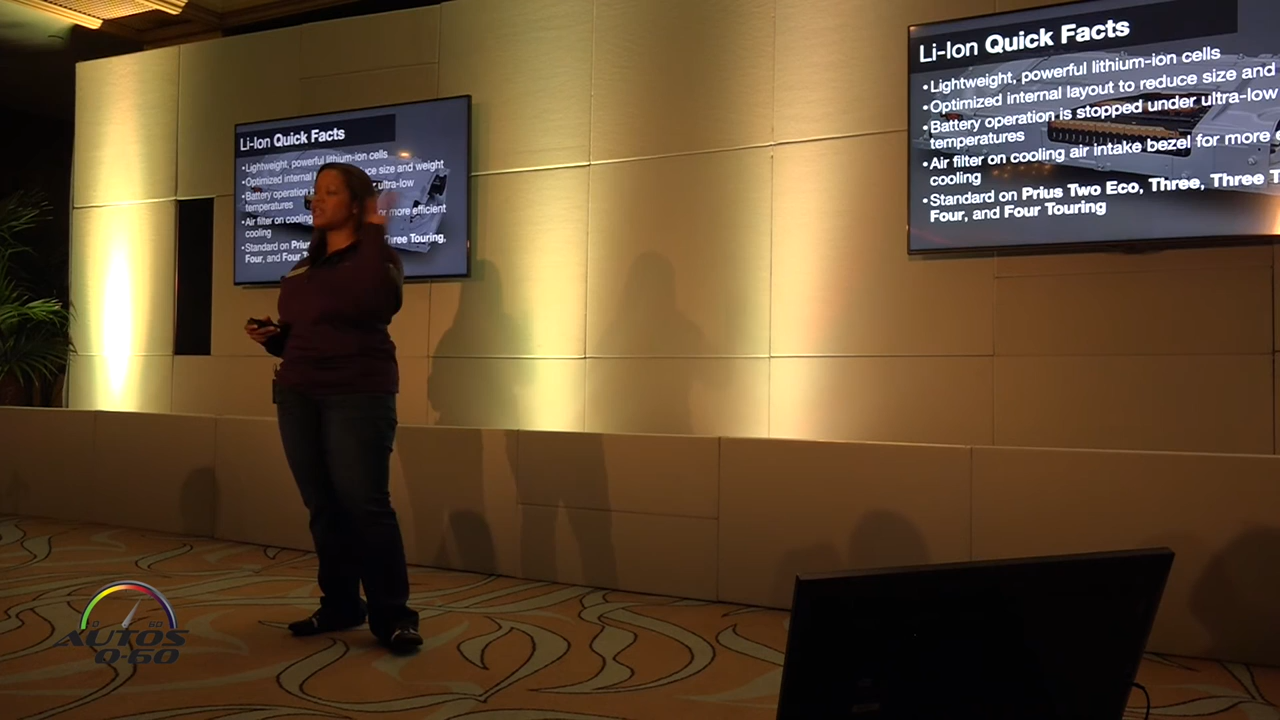 Li-Ion Quick Facts
•Lightweight, powerful lithium-ion cells
•Optimized internal ce size and weight
•Battery operation ultra-low
temperatures
•Air filter on cooling or more efficient
cooling
•Standard on Prius Three Touring,
Four, and Four
Li-Ion Quick Facts
•Lightweight, powerful lithium-ion cells
•Optimized internal layout to reduce size and
•Battery operation is stopped under ultra-low
temperatures
•Air filter on cooling air intake bezel for more
cooling
•Standard on Prius Two Eco, Three, Three T
Four, and Four Touring
0 60
AUTOS
0-60